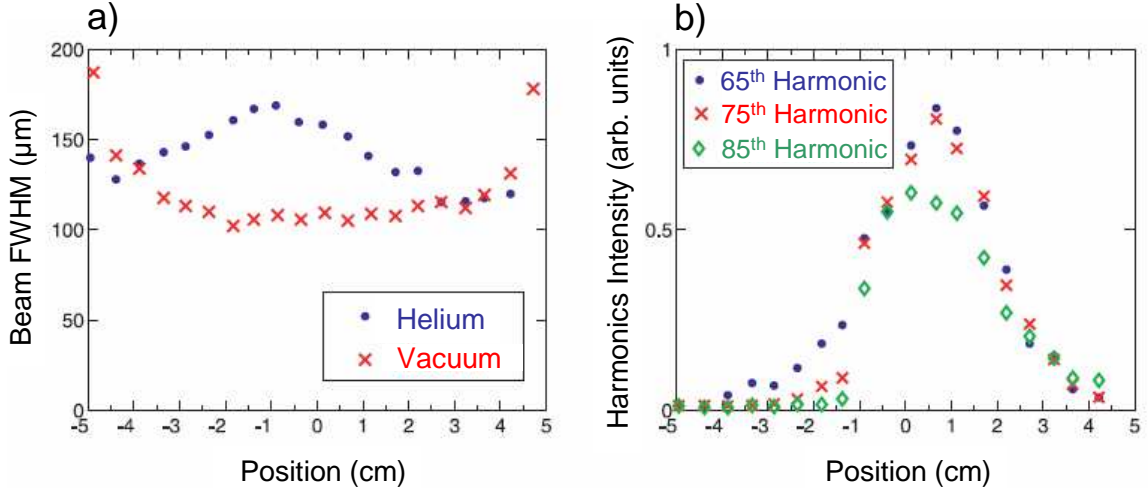 a)
200
150
100
50
0
-5
-4
-3
-2
-1
0
1
2
3
4
5
Beam FWHM (µm)
Position (cm)
Helium
Vacuum
b)
1
0.5
0
-5
-4
-3
-2
-1
0
1
2
3
4
5
Harmonics Intensity (arb. units)
Position (cm)
65th Harmonic
75th Harmonic
85th Harmonic